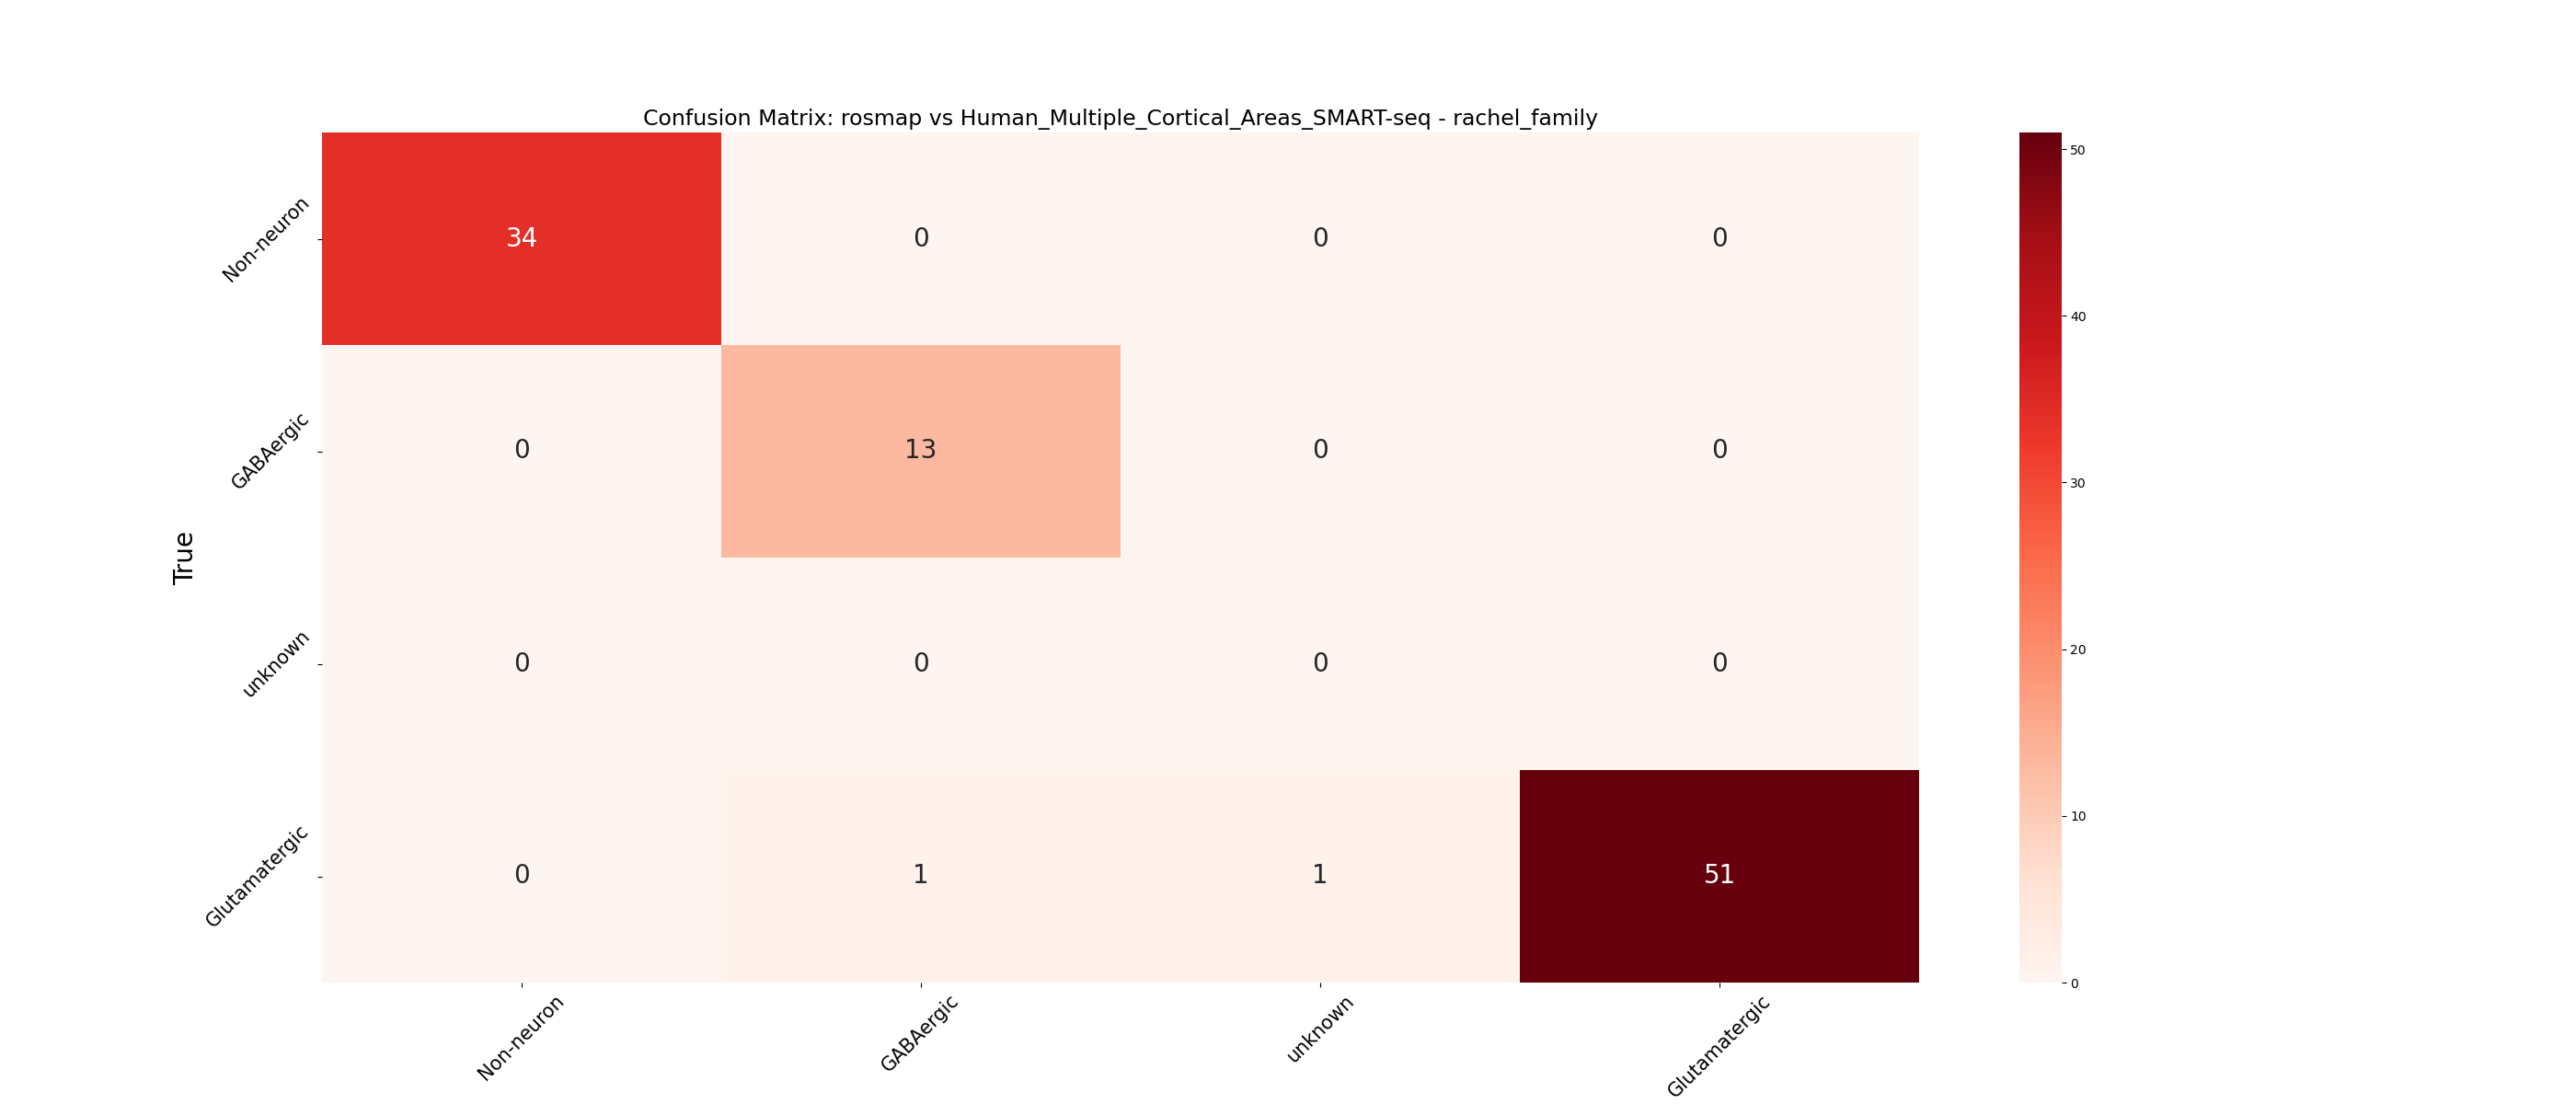 Confusion Matrix: rosmap vs Human_Multiple_Cortical_Areas_SMART-seq - rachel_family
True
Non-neuron
34
0
0
0
GABAergic
0
13
0
0
unknown
0
0
0
0
Glutamatergic
0
1
1
51
Non-neuron
GABAergic
unknown
Glutamatergic
50
40
30
20
10
0